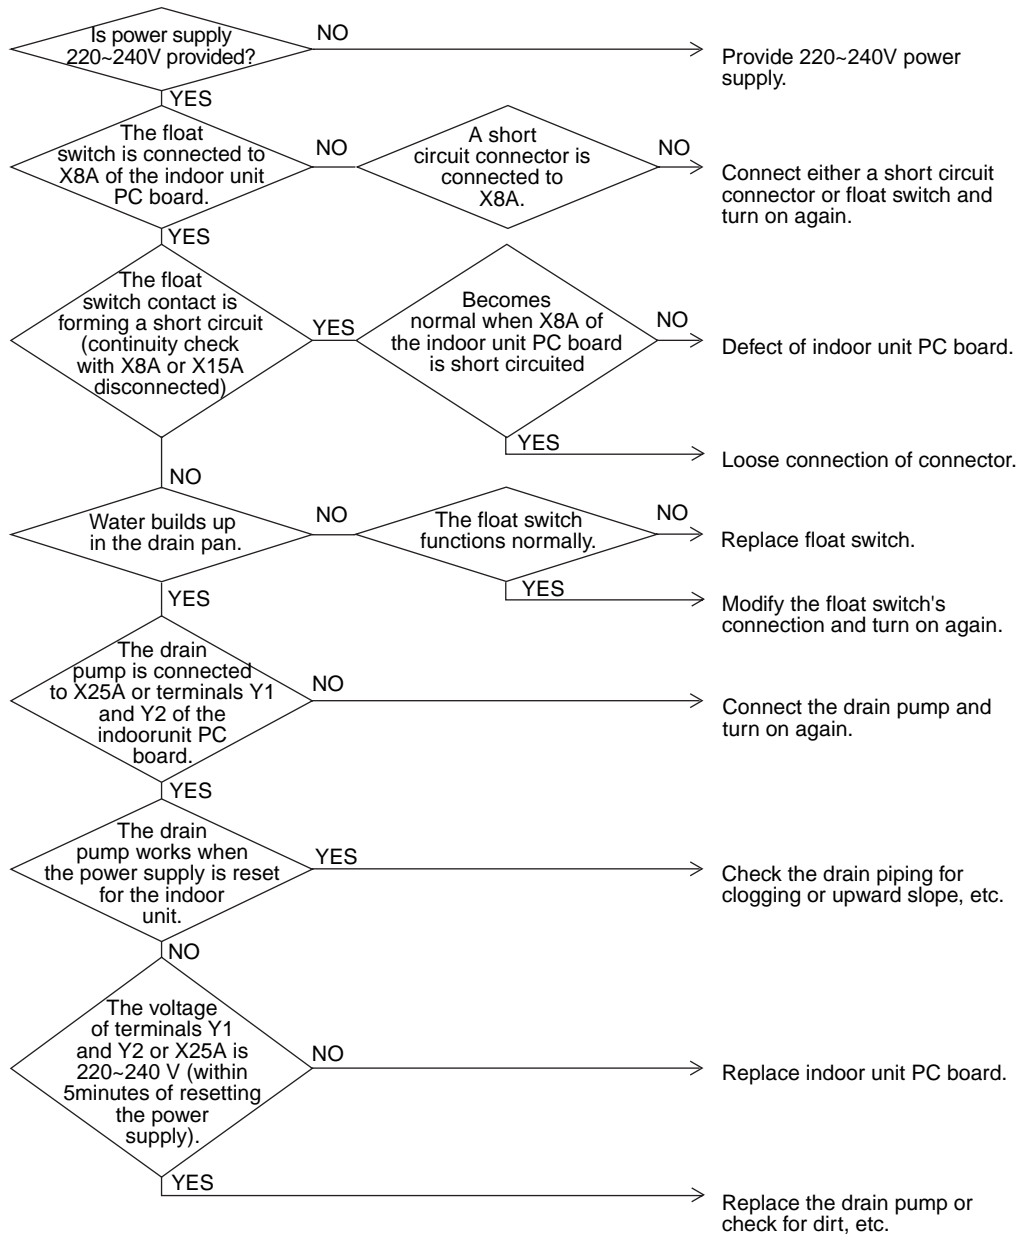 Is power supply
220~240V provided?
NO
Provide 220~240V power
supply.
YES
The float
switch is connected to
X8A of the indoor unit
PC board.
NO
A short
circuit connector is
connected to
X8A.
NO
Connect either a short circuit
connector or float switch and
turn on again.
YES
The float
switch contact is
forming a short circuit
(continuity check
with X8A or X15A
disconnected)
YES
Becomes
normal when X8A of
the indoor unit PC board
is short circuited
NO
Defect of indoor unit PC board.
YES
Loose connection of connector.
NO
Water builds up
in the drain pan.
NO
The float switch
functions normally.
NO
Replace float switch.
YES
Modify the float switch's
connection and turn on again.
YES
The drain
pump is connected
to X25A or terminals Y1
and Y2 of the
indoorunit PC
board.
NO
Connect the drain pump and
turn on again.
YES
The drain
pump works when
the power supply is reset
for the indoor
unit.
YES
Check the drain piping for
clogging or upward slope, etc.
NO
The voltage
of terminals Y1
and Y2 or X25A is
220~240 V (within
5minutes of resetting
the power
supply).
NO
Replace indoor unit PC board.
YES
Replace the drain pump or
check for dirt, etc.